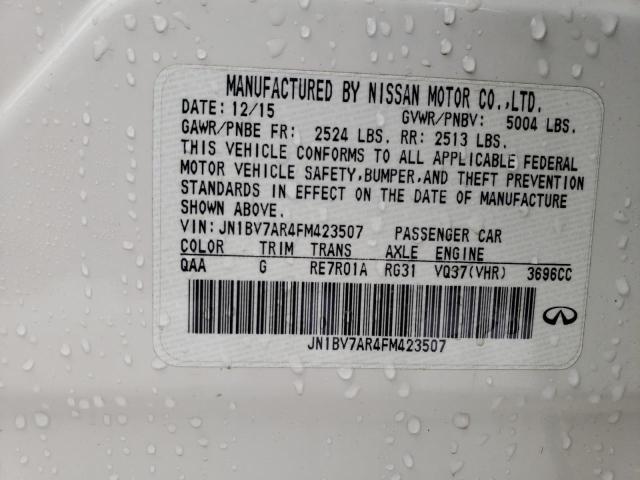 MANUFACTURED BY NISSAN MOTOR CO.,LTD.
DATE: 12/15 GVWR/PNBV: 5004 LBS.
GAWR/PNBE FR: 2524 LBS. RR: 2513 LBS.
THIS VEHICLE CONFORMS TO ALL APPLICABLE FEDERAL
MOTOR VEHICLE SAFETY,BUMPER,AND THEFT PREVENTION
STANDARDS IN EFFECT ON THE DATE OF MANUFACTURE
SHOWN ABOVE.
VIN:JN1BV7AR4FM423507 PASSENGER CAR
COLOR TRIM TRANS AXLE ENGINE
QAA G RE7R01A RG31 VQ37(VHR) 3696CC
JN1BV7AR4FM423507